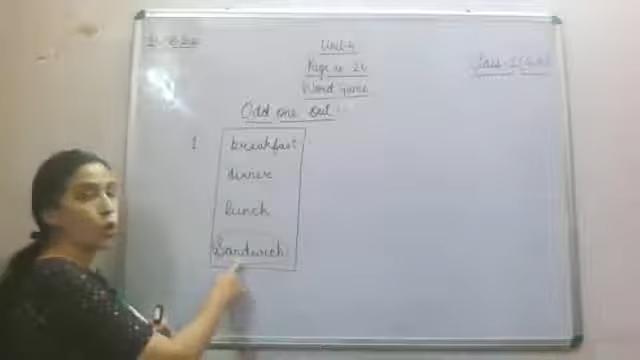 Unit-4
Page no 26
Word Game
Odd one out
1
breakfast
dinner
lunch
Sandwich